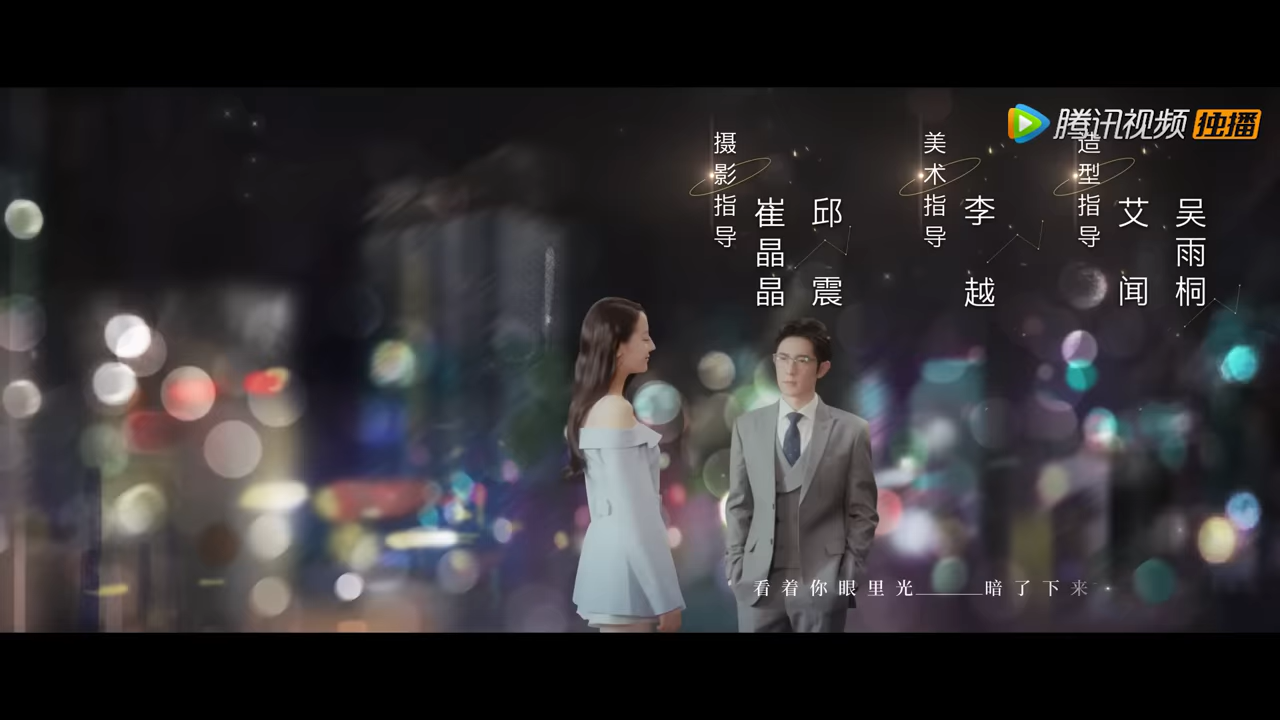 腾讯视频 独播
摄影指导
崔晶晶
邱震
美术指导
李越
造型指导
艾闻
吴雨桐
看着你眼里光 暗了下来